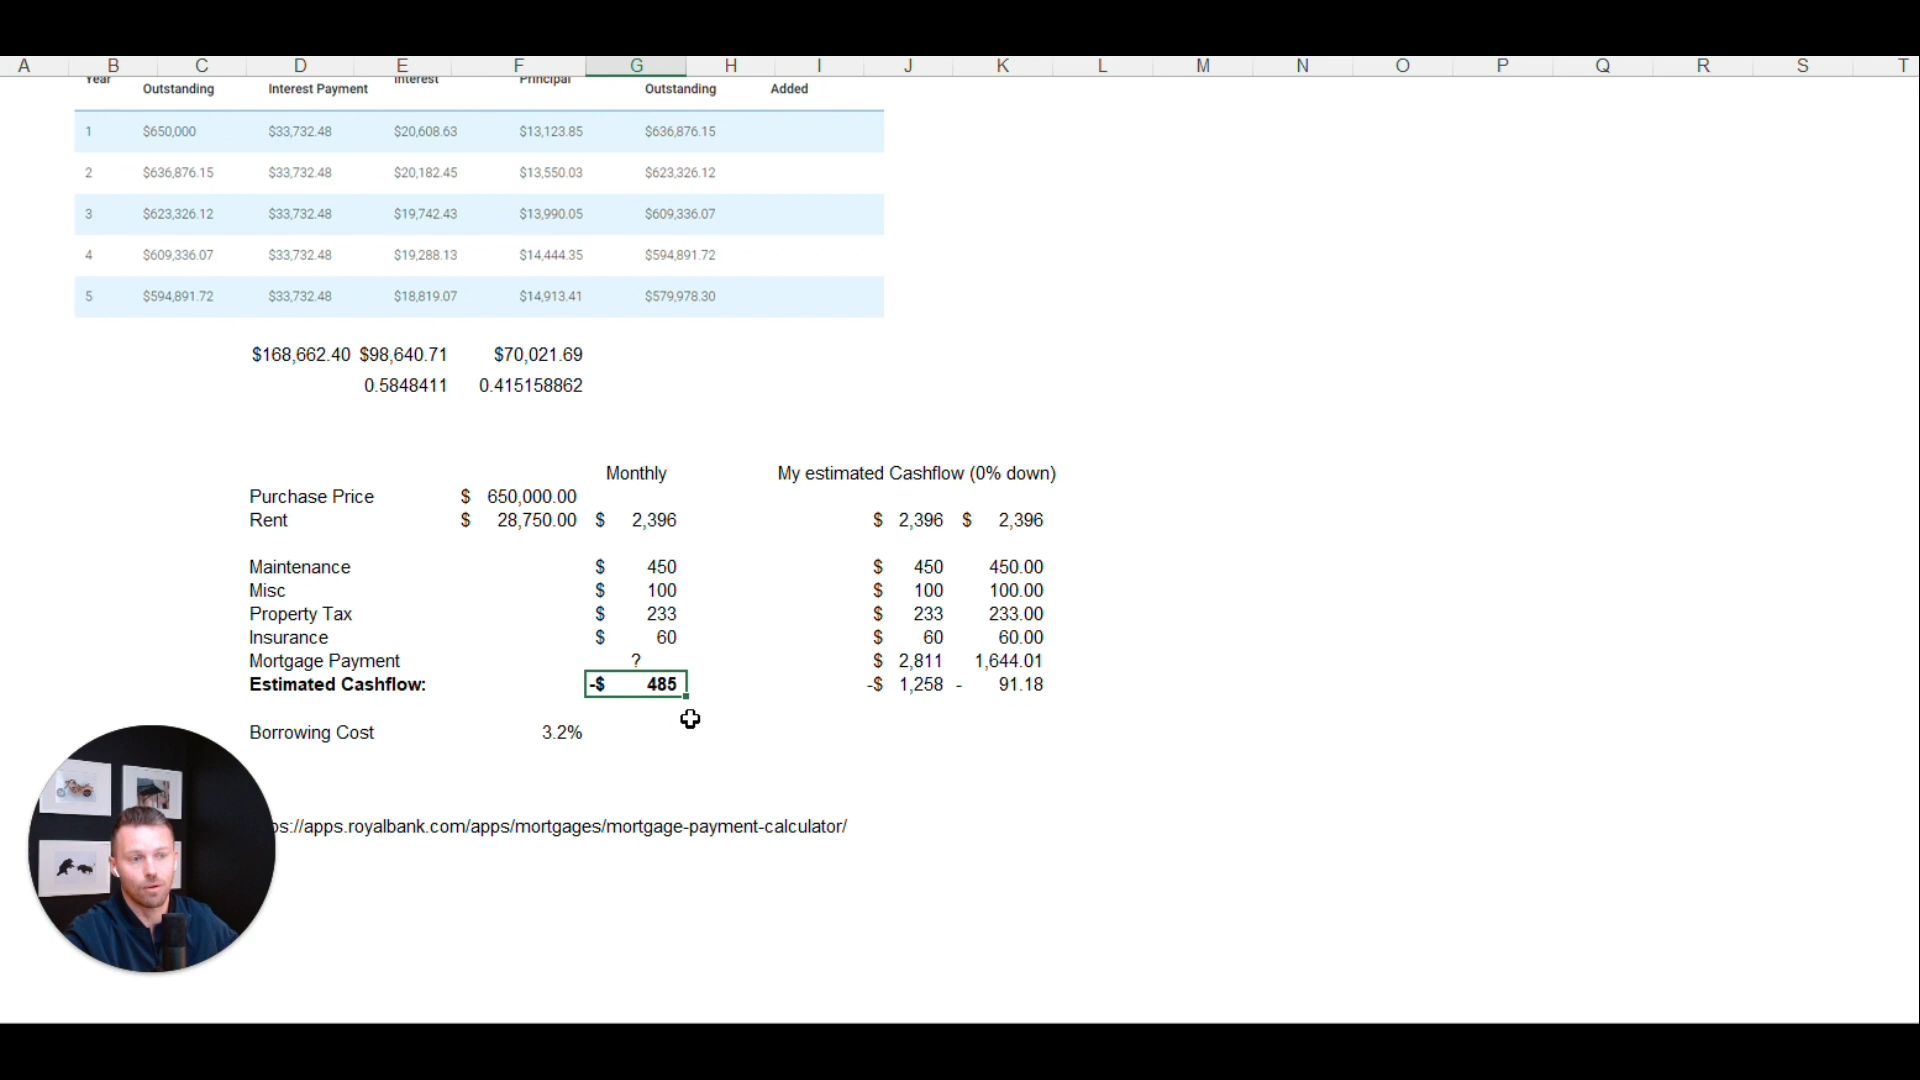 A B C D E F G H I J K L M N O P Q R S T
Year Outstanding Interest Payment Interest Principal Outstanding Added
1 $650,000 $33,732.48 $20,608.63 $13,123.85 $636,876.15
2 $636,876.15 $33,732.48 $20,182.45 $13,550.03 $623,326.12
3 $623,326.12 $33,732.48 $19,742.43 $13,990.05 $609,336.07
4 $609,336.07 $33,732.48 $19,288.13 $14,444.35 $594,891.72
5 $594,891.72 $33,732.48 $18,819.07 $14,913.41 $579,978.30
$168,662.40 $98,640.71 $70,021.69
0.5848411 0.415158862
Monthly My estimated Cashflow (0% down)
Purchase Price $ 650,000.00
Rent $ 28,750.00 $ 2,396 $ 2,396 $ 2,396
Maintenance $ 450 $ 450 450.00
Misc $ 100 $ 100 100.00
Property Tax $ 233 $ 233 233.00
Insurance $ 60 $ 60 60.00
Mortgage Payment ? $ 2,811 1,644.01
Estimated Cashflow: -$ 485 -$ 1,258 - 91.18
Borrowing Cost 3.2%
ps://apps.royalbank.com/apps/mortgages/mortgage-payment-calculator/